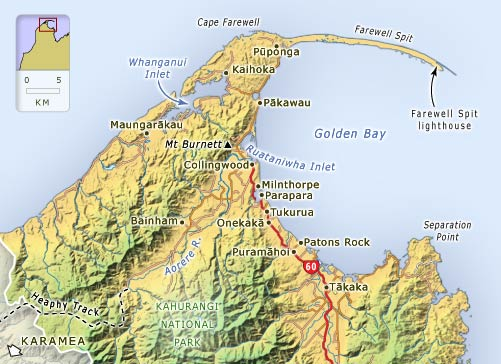 Cape Farewell
Farewell Spit
Pūponga
Kaihoka
Whanganui
Inlet
0 5
KM
Pākawau
Farewell Spit
lighthouse
Maungarākau
Golden Bay
Mt Burnett
Ruataniwha Inlet
Collingwood
Milnthorpe
Parapara
Tukurua
Bainham
Onekakā
Separation
Point
Patons Rock
Puramāhoi
Aorere R.
60
Tākaka
Heaphy Track
KAHURANGI
NATIONAL
PARK
KARAMEA